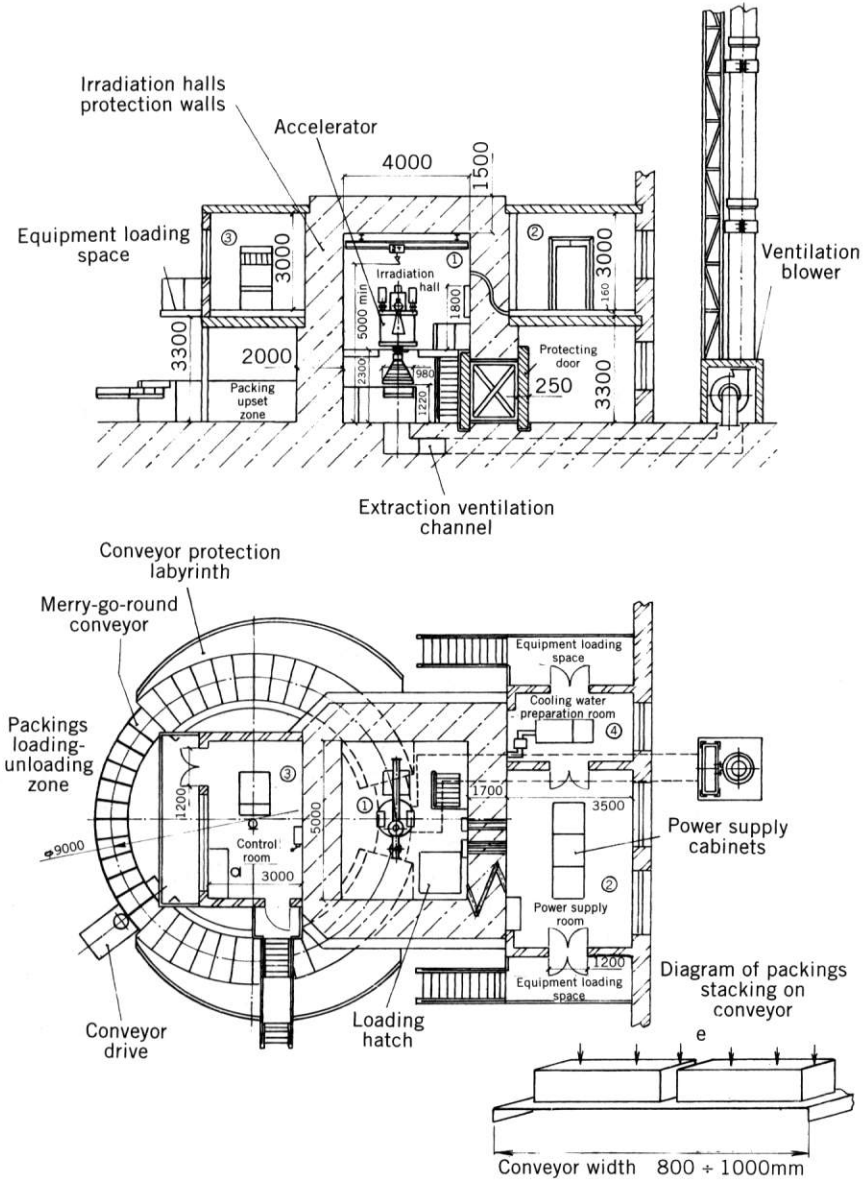 Irradiation halls
protection walls
Accelerator
4000
1500
Equipment loading
space
③
3000
①
Irradiation
hall
②
3000
160
Ventilation
blower
5000 min
1800
3300
2000
2300
980
1220
Protecting
door
250
3300
Packing
upset
zone
Extraction ventilation
channel
Conveyor protection
labyrinth
Merry-go-round
conveyor
Equipment loading
space
Cooling water
preparation room
④
Packings
loading-
unloading
zone
1200
③
①
5000
1700
3500
9000
Control
room
3000
Power supply
cabinets
②
Power supply
room
1200
Equipment loading
space
Conveyor
drive
Loading
hatch
Diagram of packings
stacking on
conveyor
e
Conveyor width 800 ÷ 1000mm